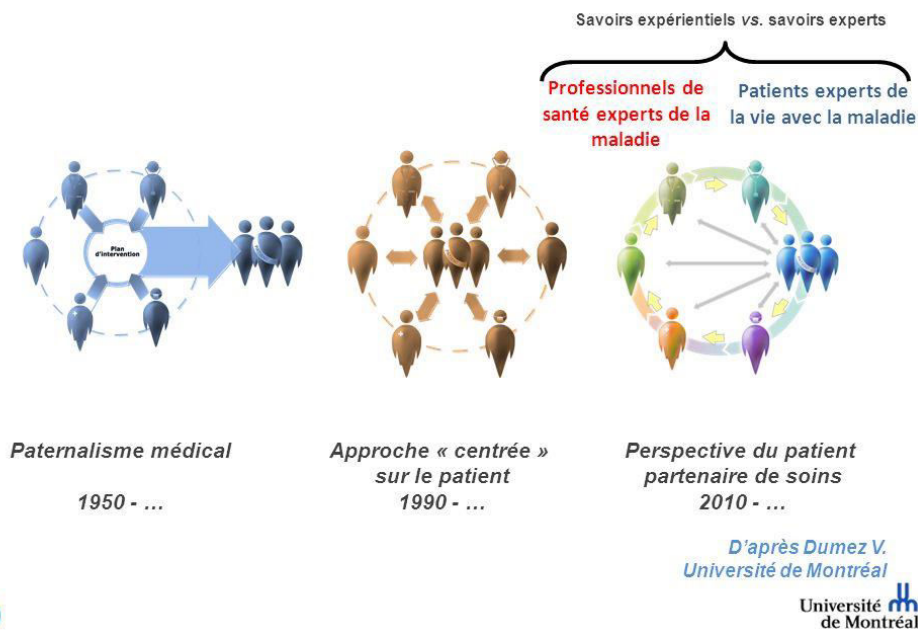 Savoirs expérientiels vs. savoirs experts
Professionnels de
santé experts de la
maladie
Patients experts de
la vie avec la maladie
Plan
d'intervention
Paternalisme médical
1950 - …
Approche « centrée »
sur le patient
1990 - …
Perspective du patient
partenaire de soins
2010 - …
D'après Dumez V.
Université de Montréal
Université
de Montréal